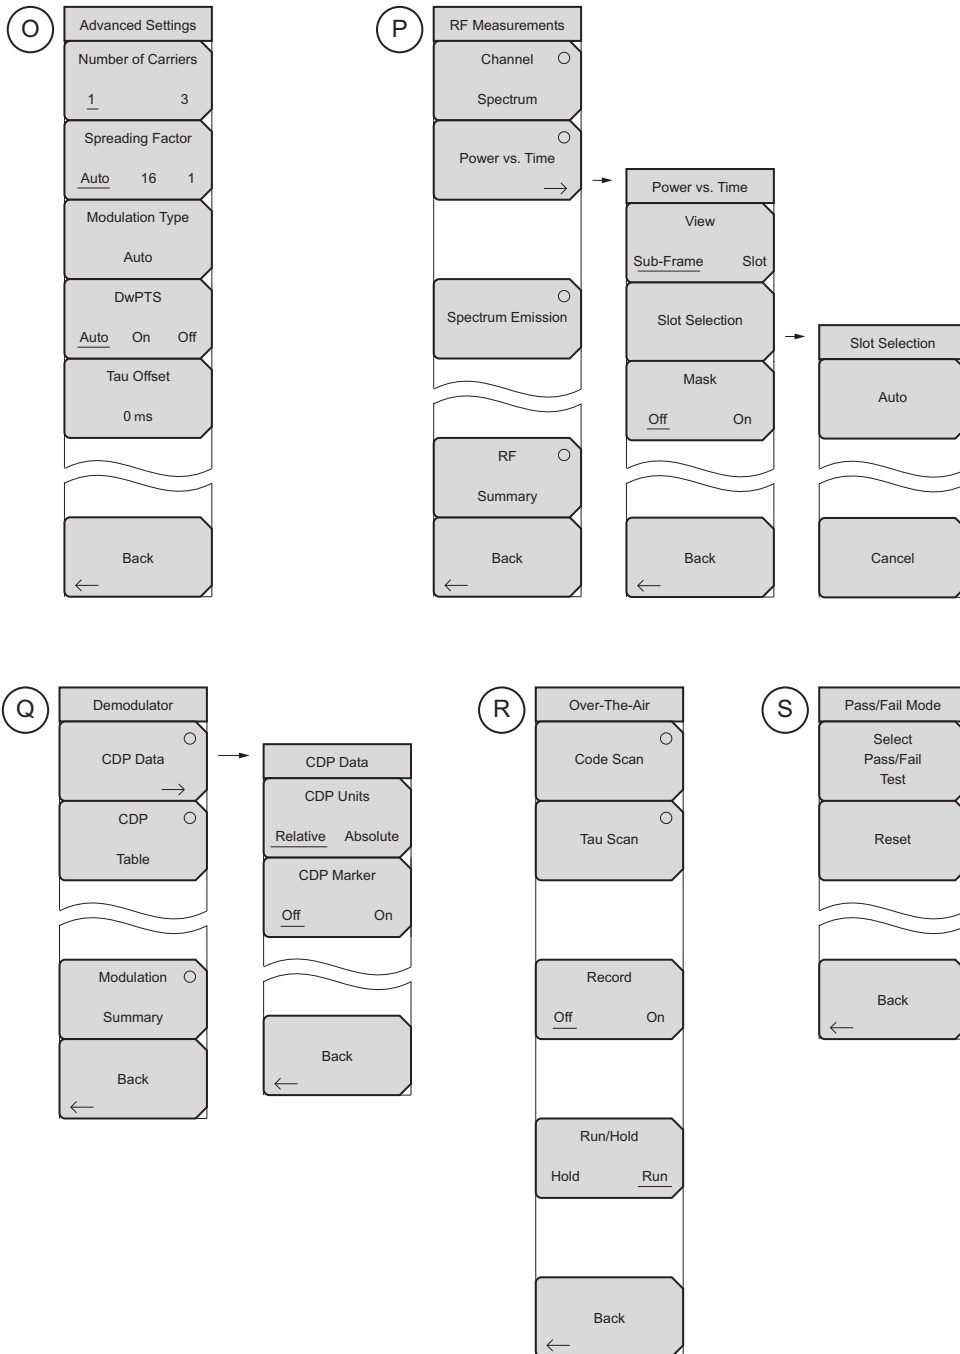 O
Advanced Settings
Number of Carriers
1 3
Spreading Factor
Auto 16 1
Modulation Type
Auto
DwPTS
Auto On Off
Tau Offset
0 ms
Back
P
RF Measurements
Channel
Spectrum
Power vs. Time
Spectrum Emission
RF
Summary
Back
Power vs. Time
View
Sub-Frame Slot
Slot Selection
Mask
Off On
Back
Slot Selection
Auto
Cancel
Q
Demodulator
CDP Data
CDP
Table
Modulation
Summary
Back
CDP Data
CDP Units
Relative Absolute
CDP Marker
Off On
Back
R
Over-The-Air
Code Scan
Tau Scan
Record
Off On
Run/Hold
Hold Run
Back
S
Pass/Fail Mode
Select
Pass/Fail
Test
Reset
Back